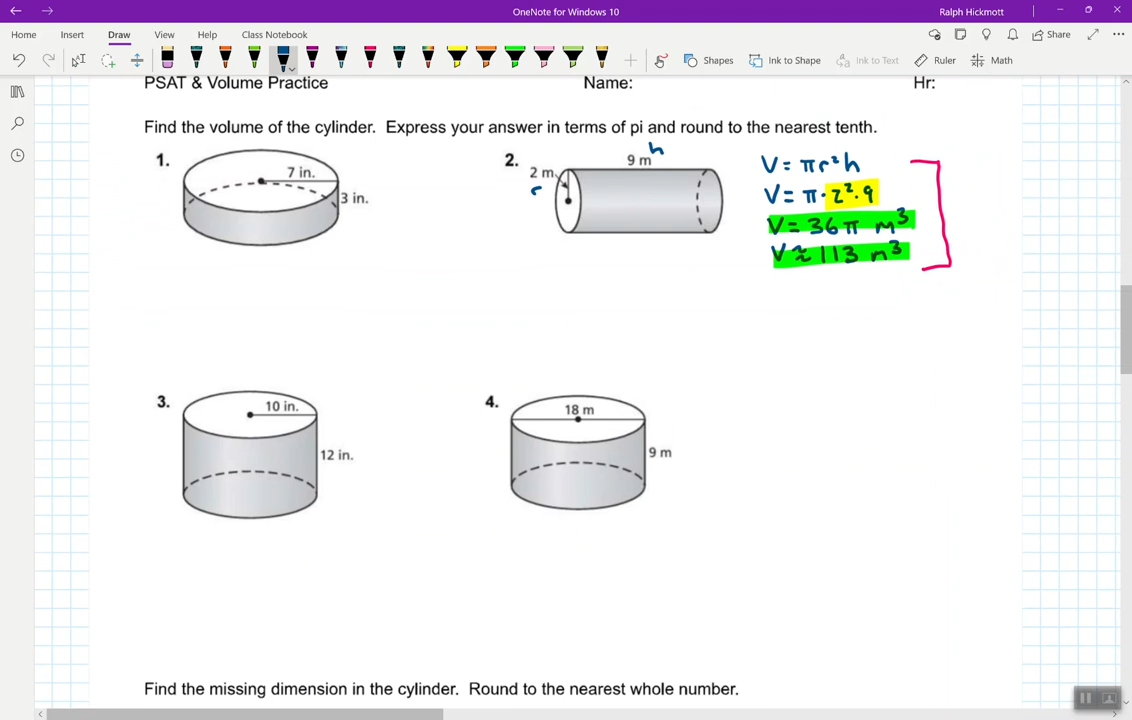 OneNote for Windows 10
Ralph Hickmott
Home Insert Draw View Help Class Notebook
Share
Shapes Ink to Shape Ink to Text Ruler Math
PSAT & Volume Practice Name: Hr:
Find the volume of the cylinder. Express your answer in terms of pi and round to the nearest tenth.
1.
7 in.
3 in.
2.
2 m
r
9 m
h
V = πr²h
V = π · 2² · 9
V = 36π m³
V ≈ 113 m³
3.
10 in.
12 in.
4.
18 m
9 m
Find the missing dimension in the cylinder. Round to the nearest whole number.